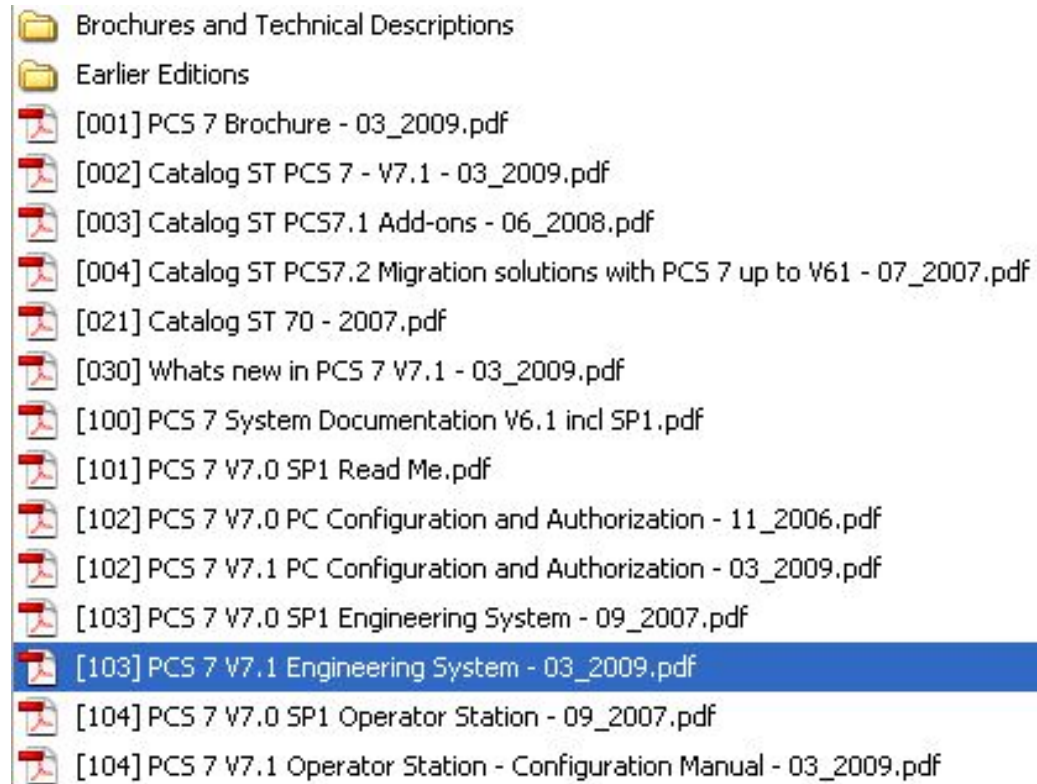 Brochures and Technical Descriptions
Earlier Editions
[001] PCS 7 Brochure - 03_2009.pdf
[002] Catalog ST PCS 7 - V7.1 - 03_2009.pdf
[003] Catalog ST PCS7.1 Add-ons - 06_2008.pdf
[004] Catalog ST PCS7.2 Migration solutions with PCS 7 up to V61 - 07_2007.pdf
[021] Catalog ST 70 - 2007.pdf
[030] Whats new in PCS 7 V7.1 - 03_2009.pdf
[100] PCS 7 System Documentation V6.1 incl SP1.pdf
[101] PCS 7 V7.0 SP1 Read Me.pdf
[102] PCS 7 V7.0 PC Configuration and Authorization - 11_2006.pdf
[102] PCS 7 V7.1 PC Configuration and Authorization - 03_2009.pdf
[103] PCS 7 V7.0 SP1 Engineering System - 09_2007.pdf
[103] PCS 7 V7.1 Engineering System - 03_2009.pdf
[104] PCS 7 V7.0 SP1 Operator Station - 09_2007.pdf
[104] PCS 7 V7.1 Operator Station - Configuration Manual - 03_2009.pdf